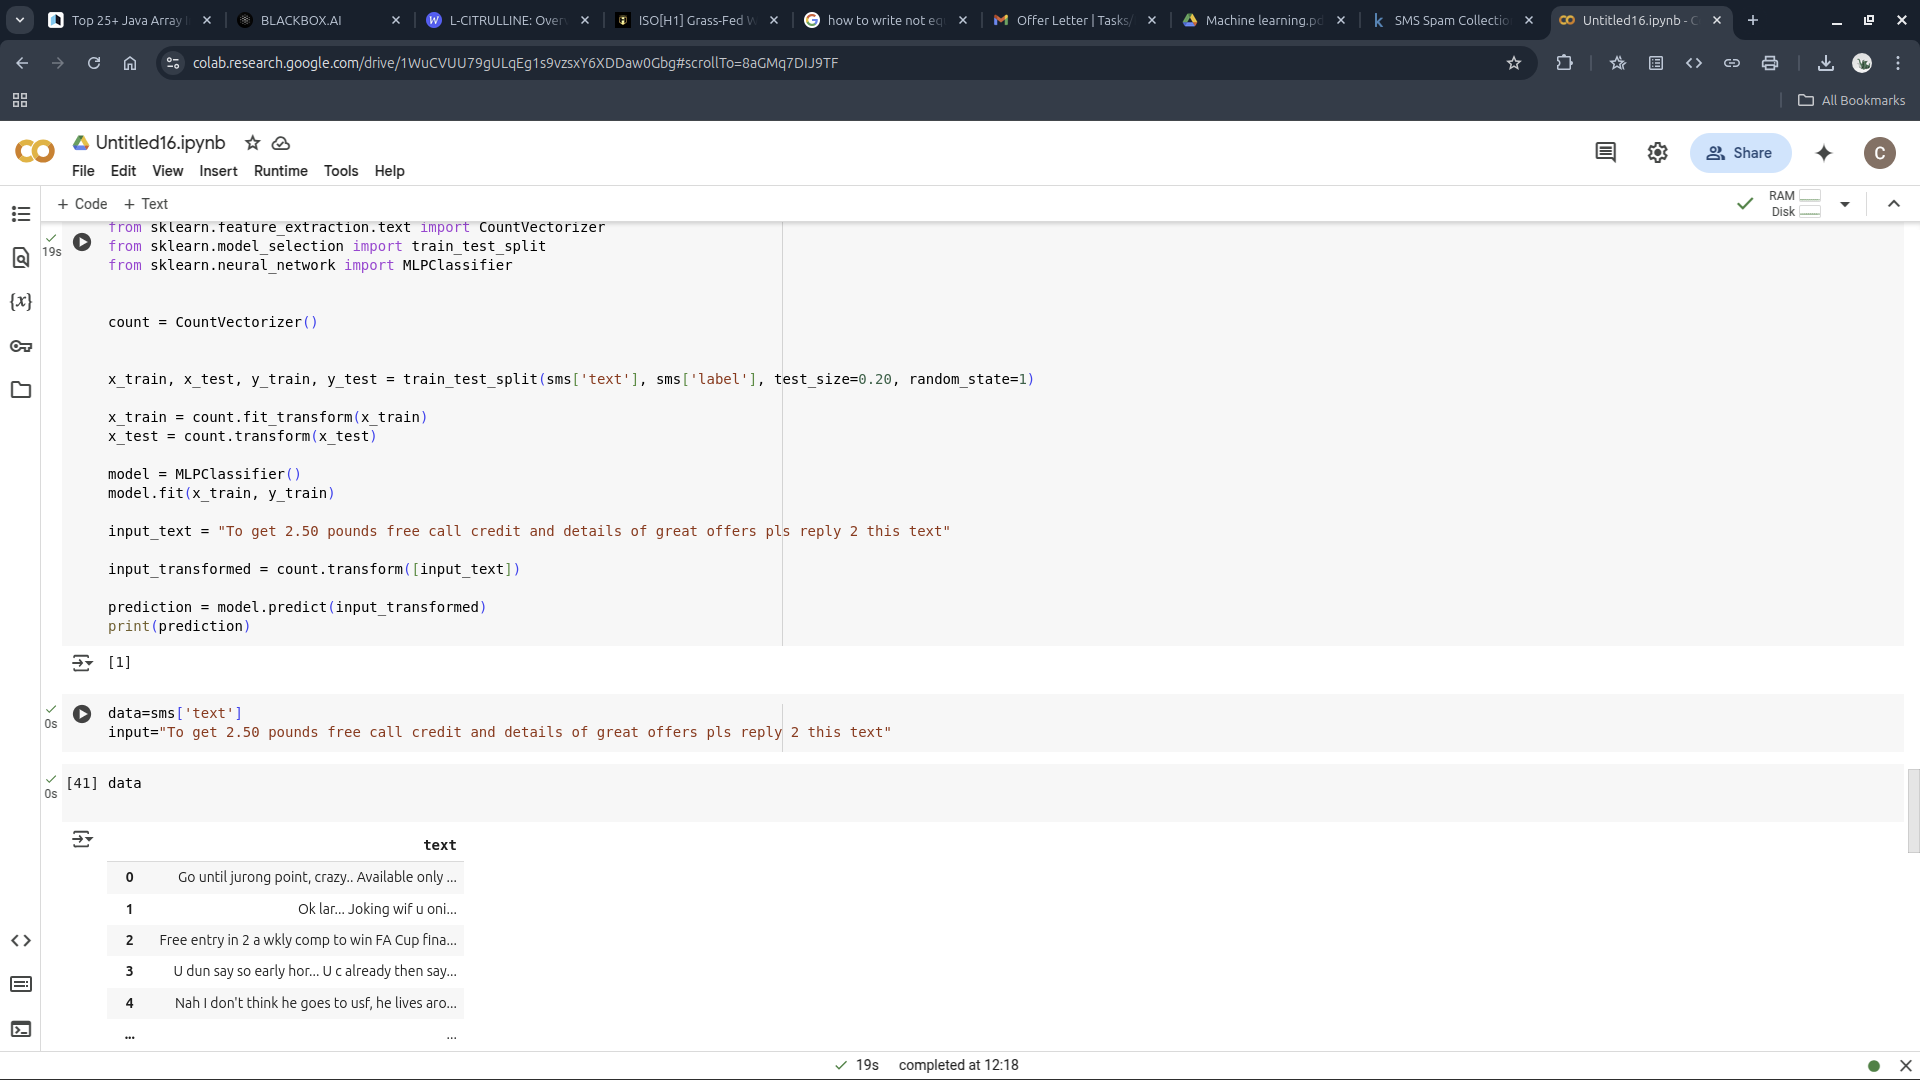 Top 25+ Java Array
BLACKBOX.AI
L-CITRULLINE: Over
ISO[H1] Grass-Fed W
how to write not eq
Offer Letter | Tasks/
Machine learning.pd
SMS Spam Collectio
Untitled16.ipynb - C
colab.research.google.com/drive/1WuCVUU79gULqEg1s9vzsxY6XDDaw0Gbg#scrollTo=8aGMq7DIJ9TF
All Bookmarks
Untitled16.ipynb
File Edit View Insert Runtime Tools Help
Share
C
+ Code + Text
RAM
Disk
from sklearn.feature_extraction.text import CountVectorizer
19s
from sklearn.model_selection import train_test_split
from sklearn.neural_network import MLPClassifier
count = CountVectorizer()
x_train, x_test, y_train, y_test = train_test_split(sms['text'], sms['label'], test_size=0.20, random_state=1)
x_train = count.fit_transform(x_train)
x_test = count.transform(x_test)
model = MLPClassifier()
model.fit(x_train, y_train)
input_text = "To get 2.50 pounds free call credit and details of great offers pls reply 2 this text"
input_transformed = count.transform([input_text])
prediction = model.predict(input_transformed)
print(prediction)
[1]
0s
data=sms['text']
input="To get 2.50 pounds free call credit and details of great offers pls reply 2 this text"
0s
[41] data
text
0 Go until jurong point, crazy.. Available only ...
1 Ok lar... Joking wif u oni...
2 Free entry in 2 a wkly comp to win FA Cup fina...
3 U dun say so early hor... U c already then say...
4 Nah I don't think he goes to usf, he lives aro...
... ...
19s completed at 12:18